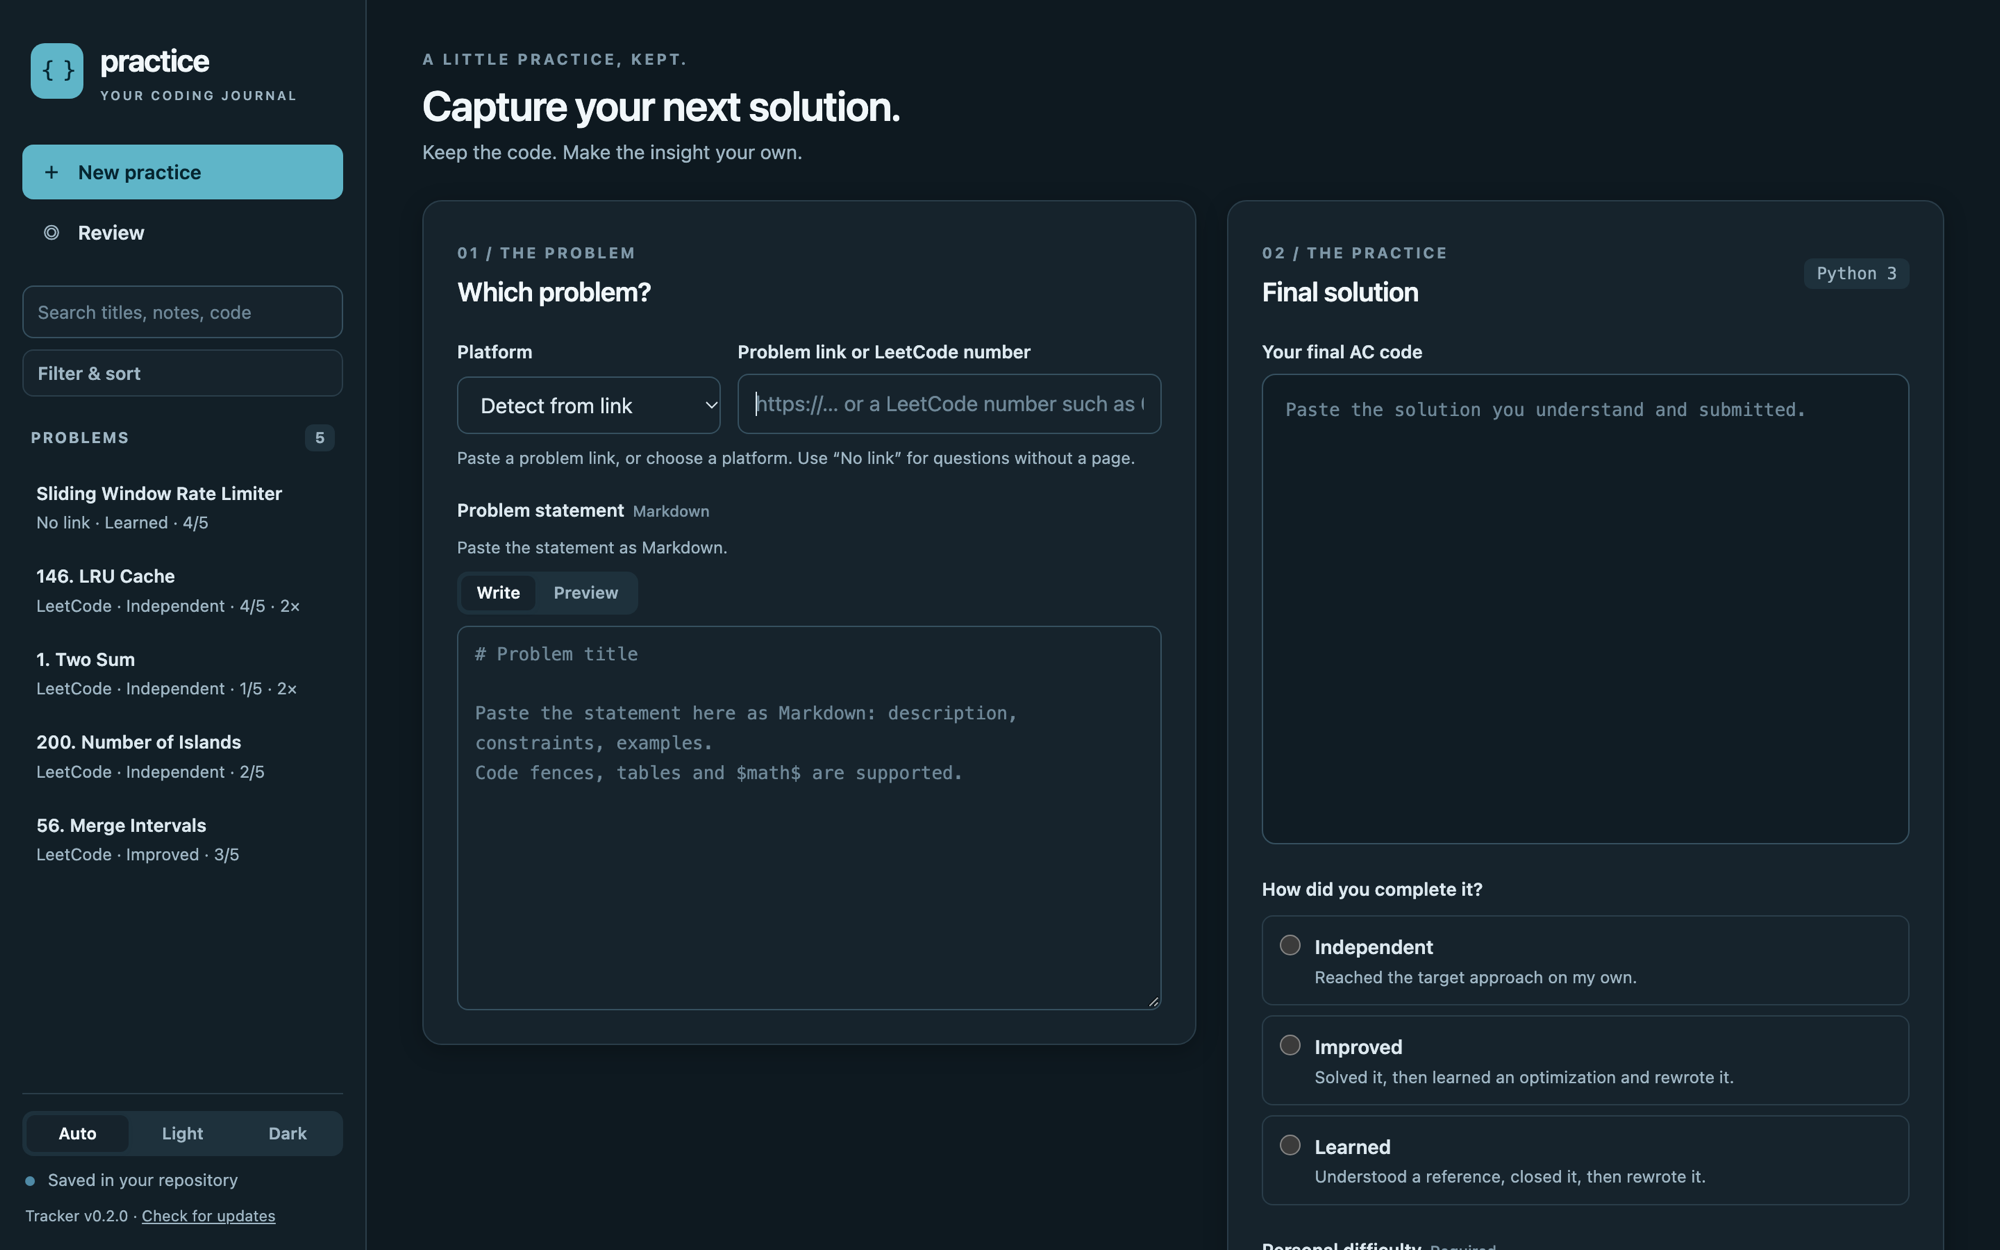 { }
practice
YOUR CODING JOURNAL
+ New practice
Review
Search titles, notes, code
Filter & sort
PROBLEMS 5
Sliding Window Rate Limiter
No link · Learned · 4/5
146. LRU Cache
LeetCode · Independent · 4/5 · 2×
1. Two Sum
LeetCode · Independent · 1/5 · 2×
200. Number of Islands
LeetCode · Independent · 2/5
56. Merge Intervals
LeetCode · Improved · 3/5
Auto Light Dark
Saved in your repository
Tracker v0.2.0 · Check for updates
A LITTLE PRACTICE, KEPT.
Capture your next solution.
Keep the code. Make the insight your own.
01 / THE PROBLEM
Which problem?
Platform
Detect from link
Problem link or LeetCode number
https://... or a LeetCode number such as
Paste a problem link, or choose a platform. Use “No link” for questions without a page.
Problem statement Markdown
Paste the statement as Markdown.
Write Preview
# Problem title
Paste the statement here as Markdown: description,
constraints, examples.
Code fences, tables and $math$ are supported.
02 / THE PRACTICE
Final solution
Python 3
Your final AC code
Paste the solution you understand and submitted.
How did you complete it?
Independent
Reached the target approach on my own.
Improved
Solved it, then learned an optimization and rewrote it.
Learned
Understood a reference, closed it, then rewrote it.
Personal difficulty Required